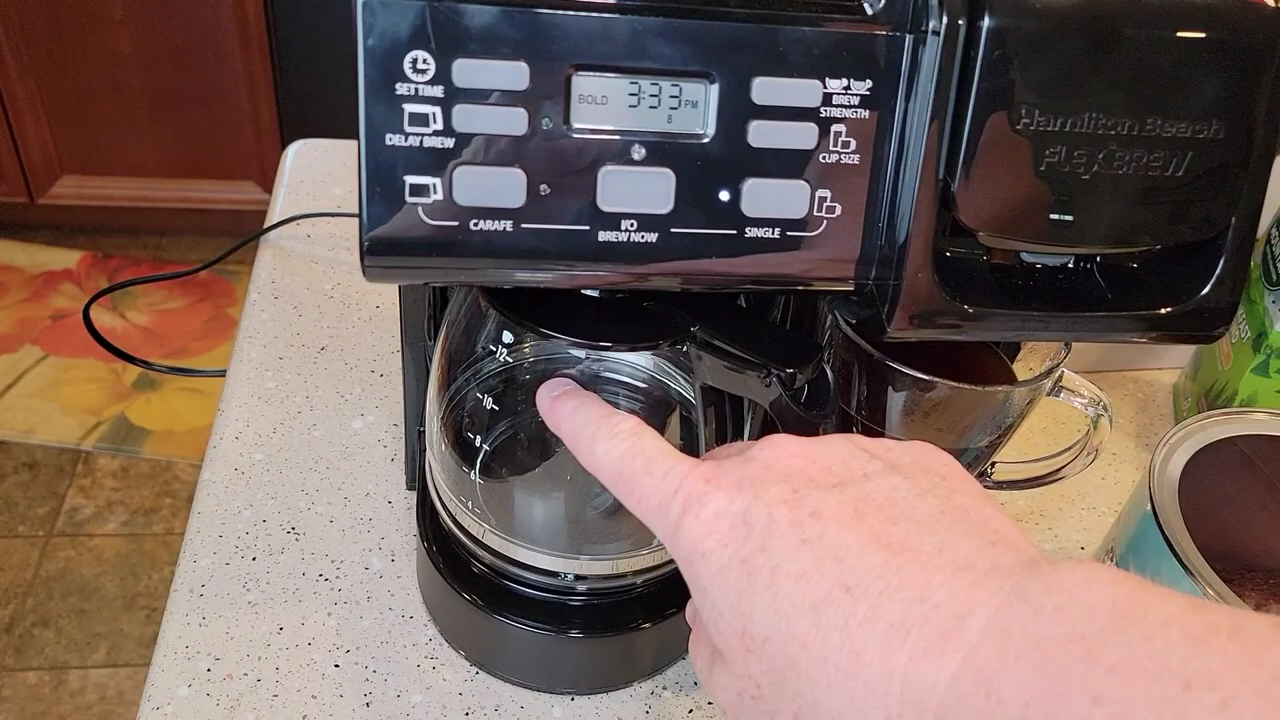 SET TIME
DELAY BREW
BOLD 3:33 PM
8
BREW
STRENGTH
CUP SIZE
CARAFE
I/O
BREW NOW
SINGLE
Hamilton Beach
FLEXBREW
-12-
-10-
-8-
-6-
-4-